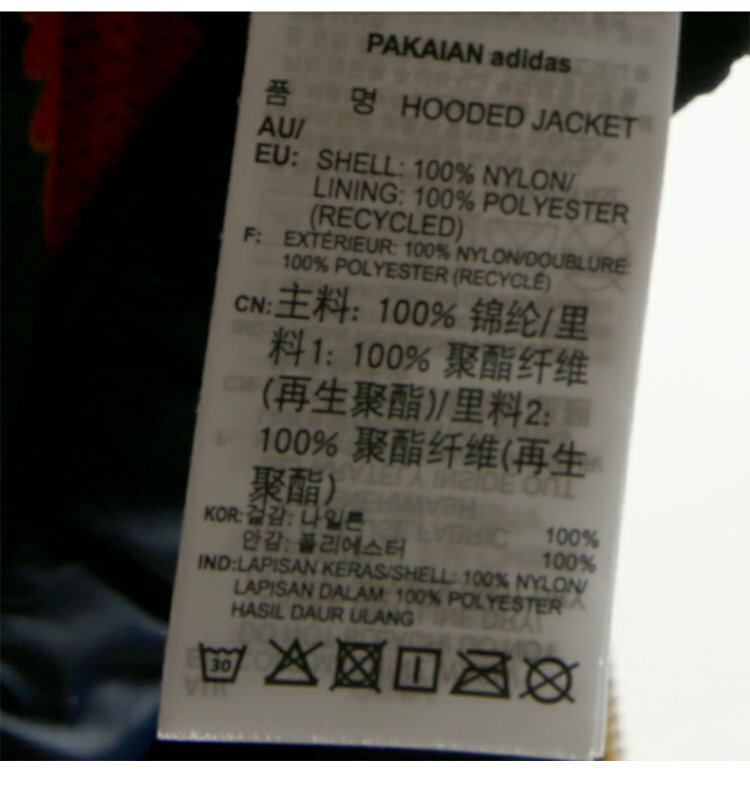 PAKAIAN adidas
품 명 HOODED JACKET
AU/
EU: SHELL: 100% NYLON/
LINING: 100% POLYESTER
(RECYCLED)
F: EXTÉRIEUR: 100% NYLON/DOUBLURE:
100% POLYESTER (RECYCLÉ)
CN: 主料: 100% 锦纶/里
料1: 100% 聚酯纤维
(再生聚酯)/里料2:
100% 聚酯纤维(再生
聚酯)
KOR: 겉감: 나일론 100%
안감: 폴리에스터 100%
IND:LAPISAN KERAS/SHELL: 100% NYLON/
LAPISAN DALAM: 100% POLYESTER
HASIL DAUR ULANG
30